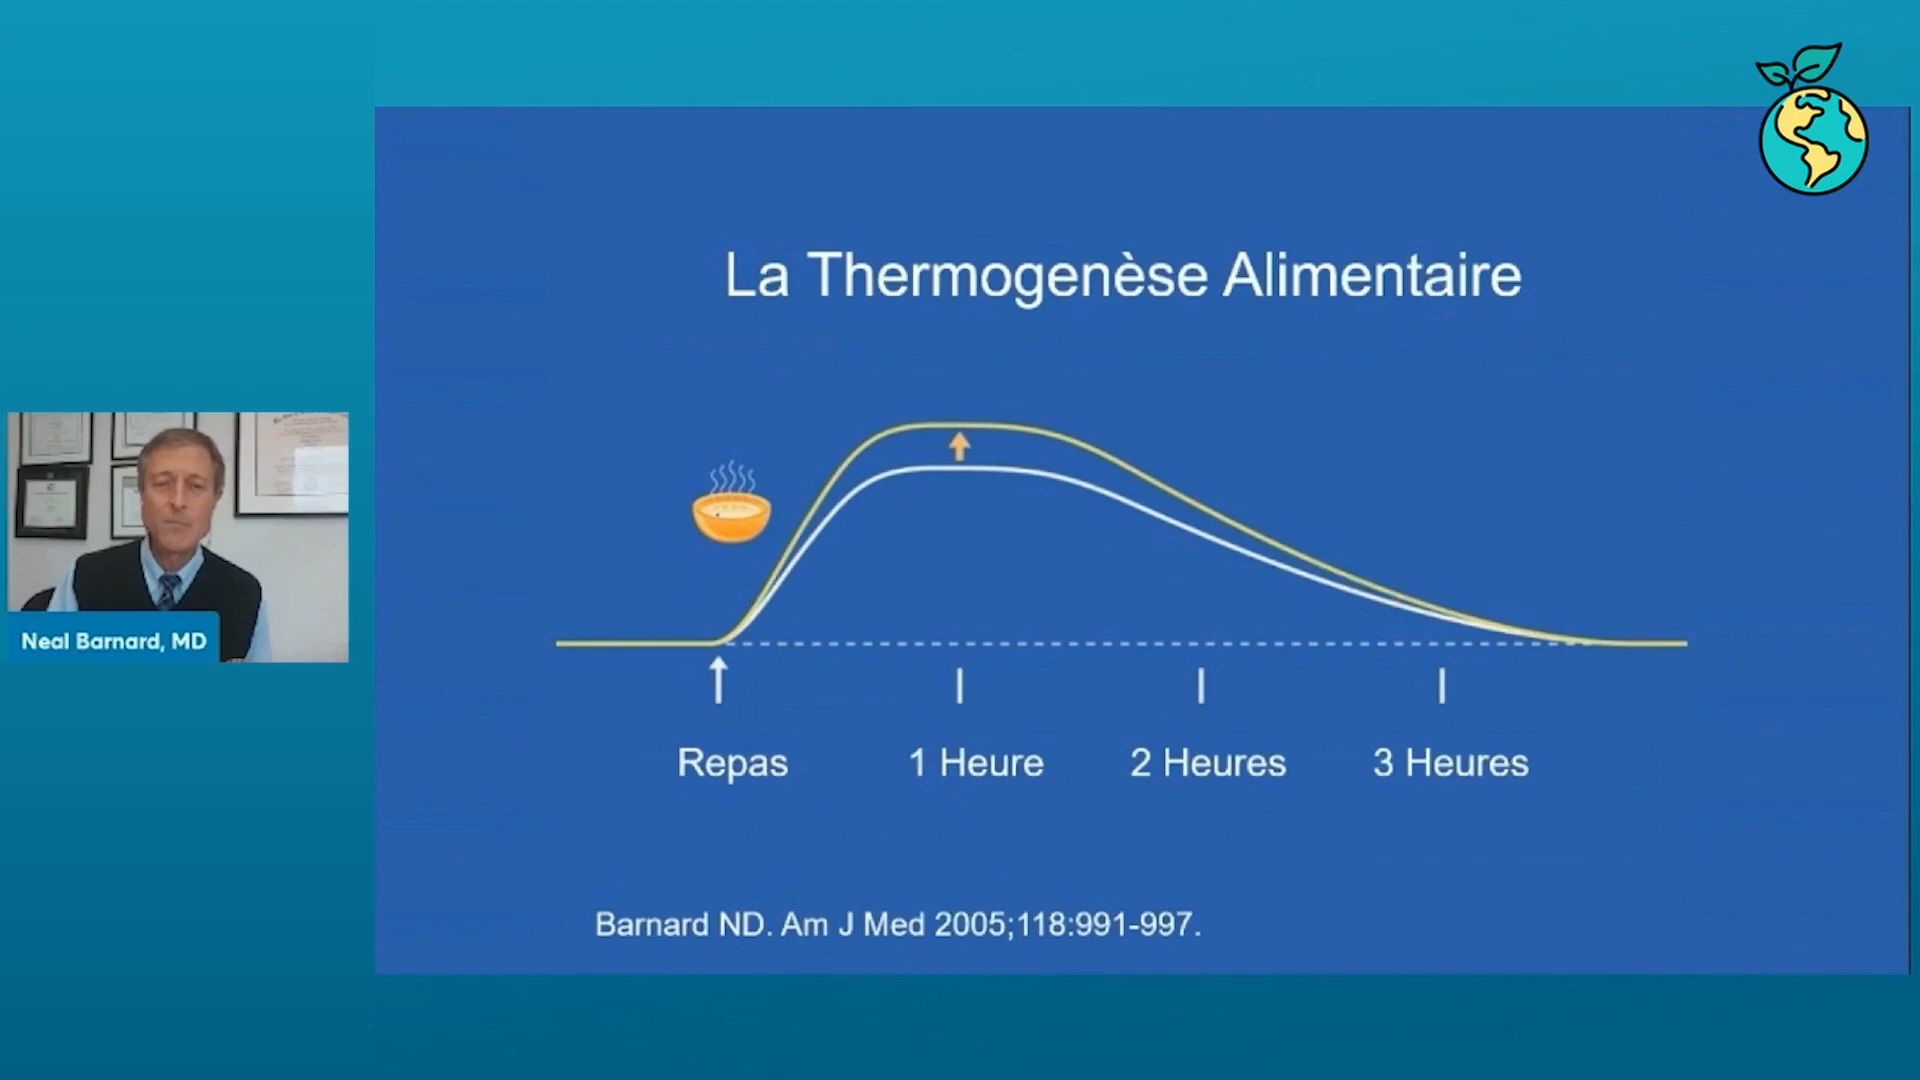 La Thermogenèse Alimentaire
Neal Barnard, MD
Repas
1 Heure
2 Heures
3 Heures
Barnard ND. Am J Med 2005;118:991-997.